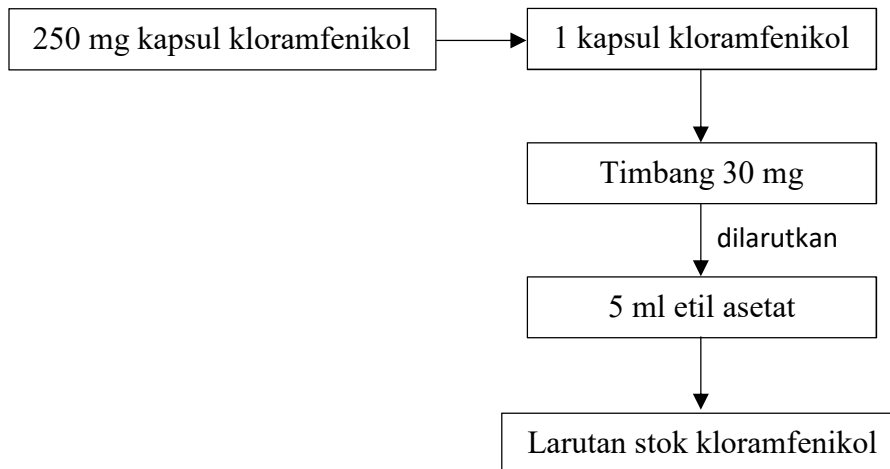 250 mg kapsul kloramfenikol
1 kapsul kloramfenikol
Timbang 30 mg
dilarutkan
5 ml etil asetat
Larutan stok kloramfenikol